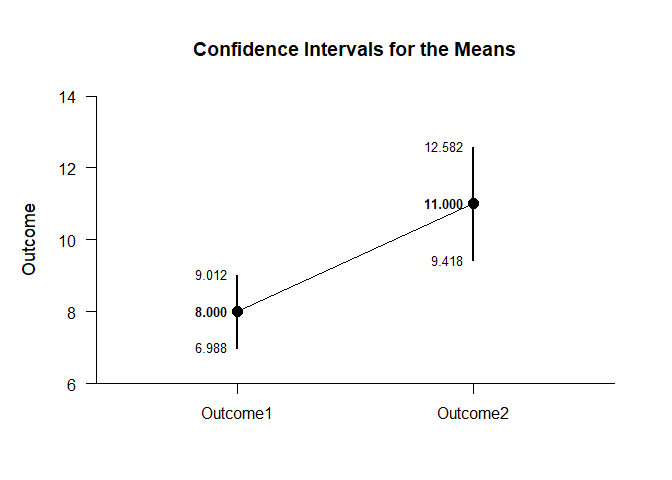 Confidence Intervals for the Means
14
12
10
8
6
Outcome
12.582
11.000
9.418
9.012
8.000
6.988
Outcome1
Outcome2